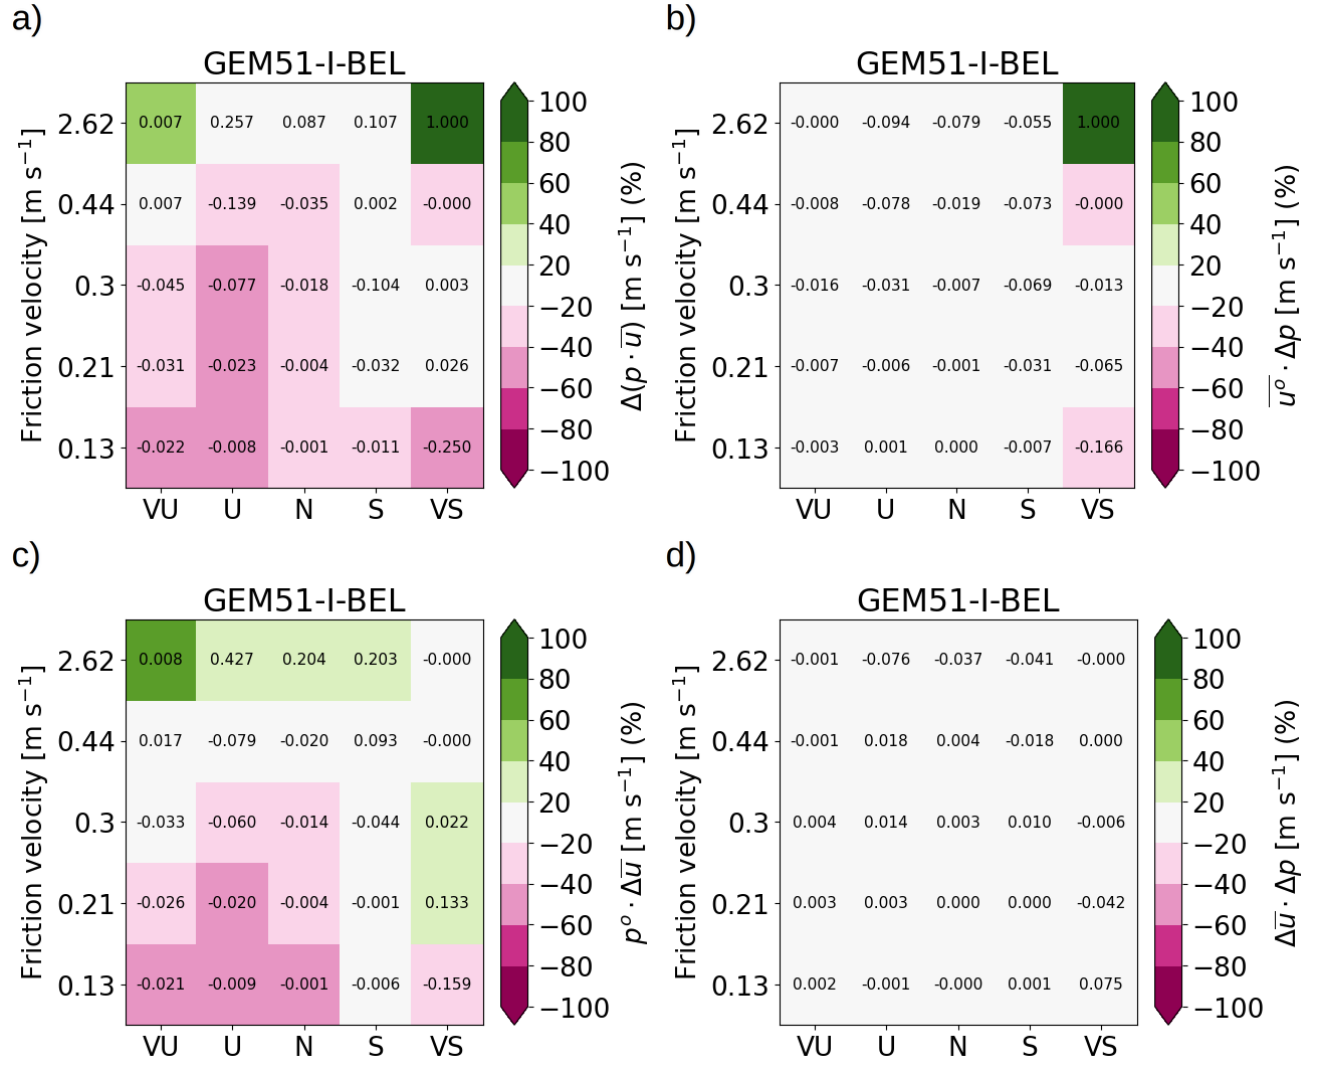 a)
GEM51-I-BEL
Friction velocity [m s⁻¹]
2.62 0.007 0.257 0.087 0.107 1.000
0.44 0.007 -0.139 -0.035 0.002 -0.000
0.3 -0.045 -0.077 -0.018 -0.104 0.003
0.21 -0.031 -0.023 -0.004 -0.032 0.026
0.13 -0.022 -0.008 -0.001 -0.011 -0.250
VU U N S VS
100
80
60
40
20
−20
−40
−60
−80
−100
Δ(p · u̅) [m s⁻¹] (%)
b)
GEM51-I-BEL
Friction velocity [m s⁻¹]
2.62 -0.000 -0.094 -0.079 -0.055 1.000
0.44 -0.008 -0.078 -0.019 -0.073 -0.000
0.3 -0.016 -0.031 -0.007 -0.069 -0.013
0.21 -0.007 -0.006 -0.001 -0.031 -0.065
0.13 -0.003 0.001 0.000 -0.007 -0.166
VU U N S VS
100
80
60
40
20
−20
−40
−60
−80
−100
u̅ᵒ · Δp [m s⁻¹] (%)
c)
GEM51-I-BEL
Friction velocity [m s⁻¹]
2.62 0.008 0.427 0.204 0.203 -0.000
0.44 0.017 -0.079 -0.020 0.093 -0.000
0.3 -0.033 -0.060 -0.014 -0.044 0.022
0.21 -0.026 -0.020 -0.004 -0.001 0.133
0.13 -0.021 -0.009 -0.001 -0.006 -0.159
VU U N S VS
100
80
60
40
20
−20
−40
−60
−80
−100
pᵒ · Δu̅ [m s⁻¹] (%)
d)
GEM51-I-BEL
Friction velocity [m s⁻¹]
2.62 -0.001 -0.076 -0.037 -0.041 -0.000
0.44 -0.001 0.018 0.004 -0.018 0.000
0.3 0.004 0.014 0.003 0.010 -0.006
0.21 0.003 0.003 0.000 0.000 -0.042
0.13 0.002 -0.001 -0.000 0.001 0.075
VU U N S VS
100
80
60
40
20
−20
−40
−60
−80
−100
Δu̅ · Δp [m s⁻¹] (%)